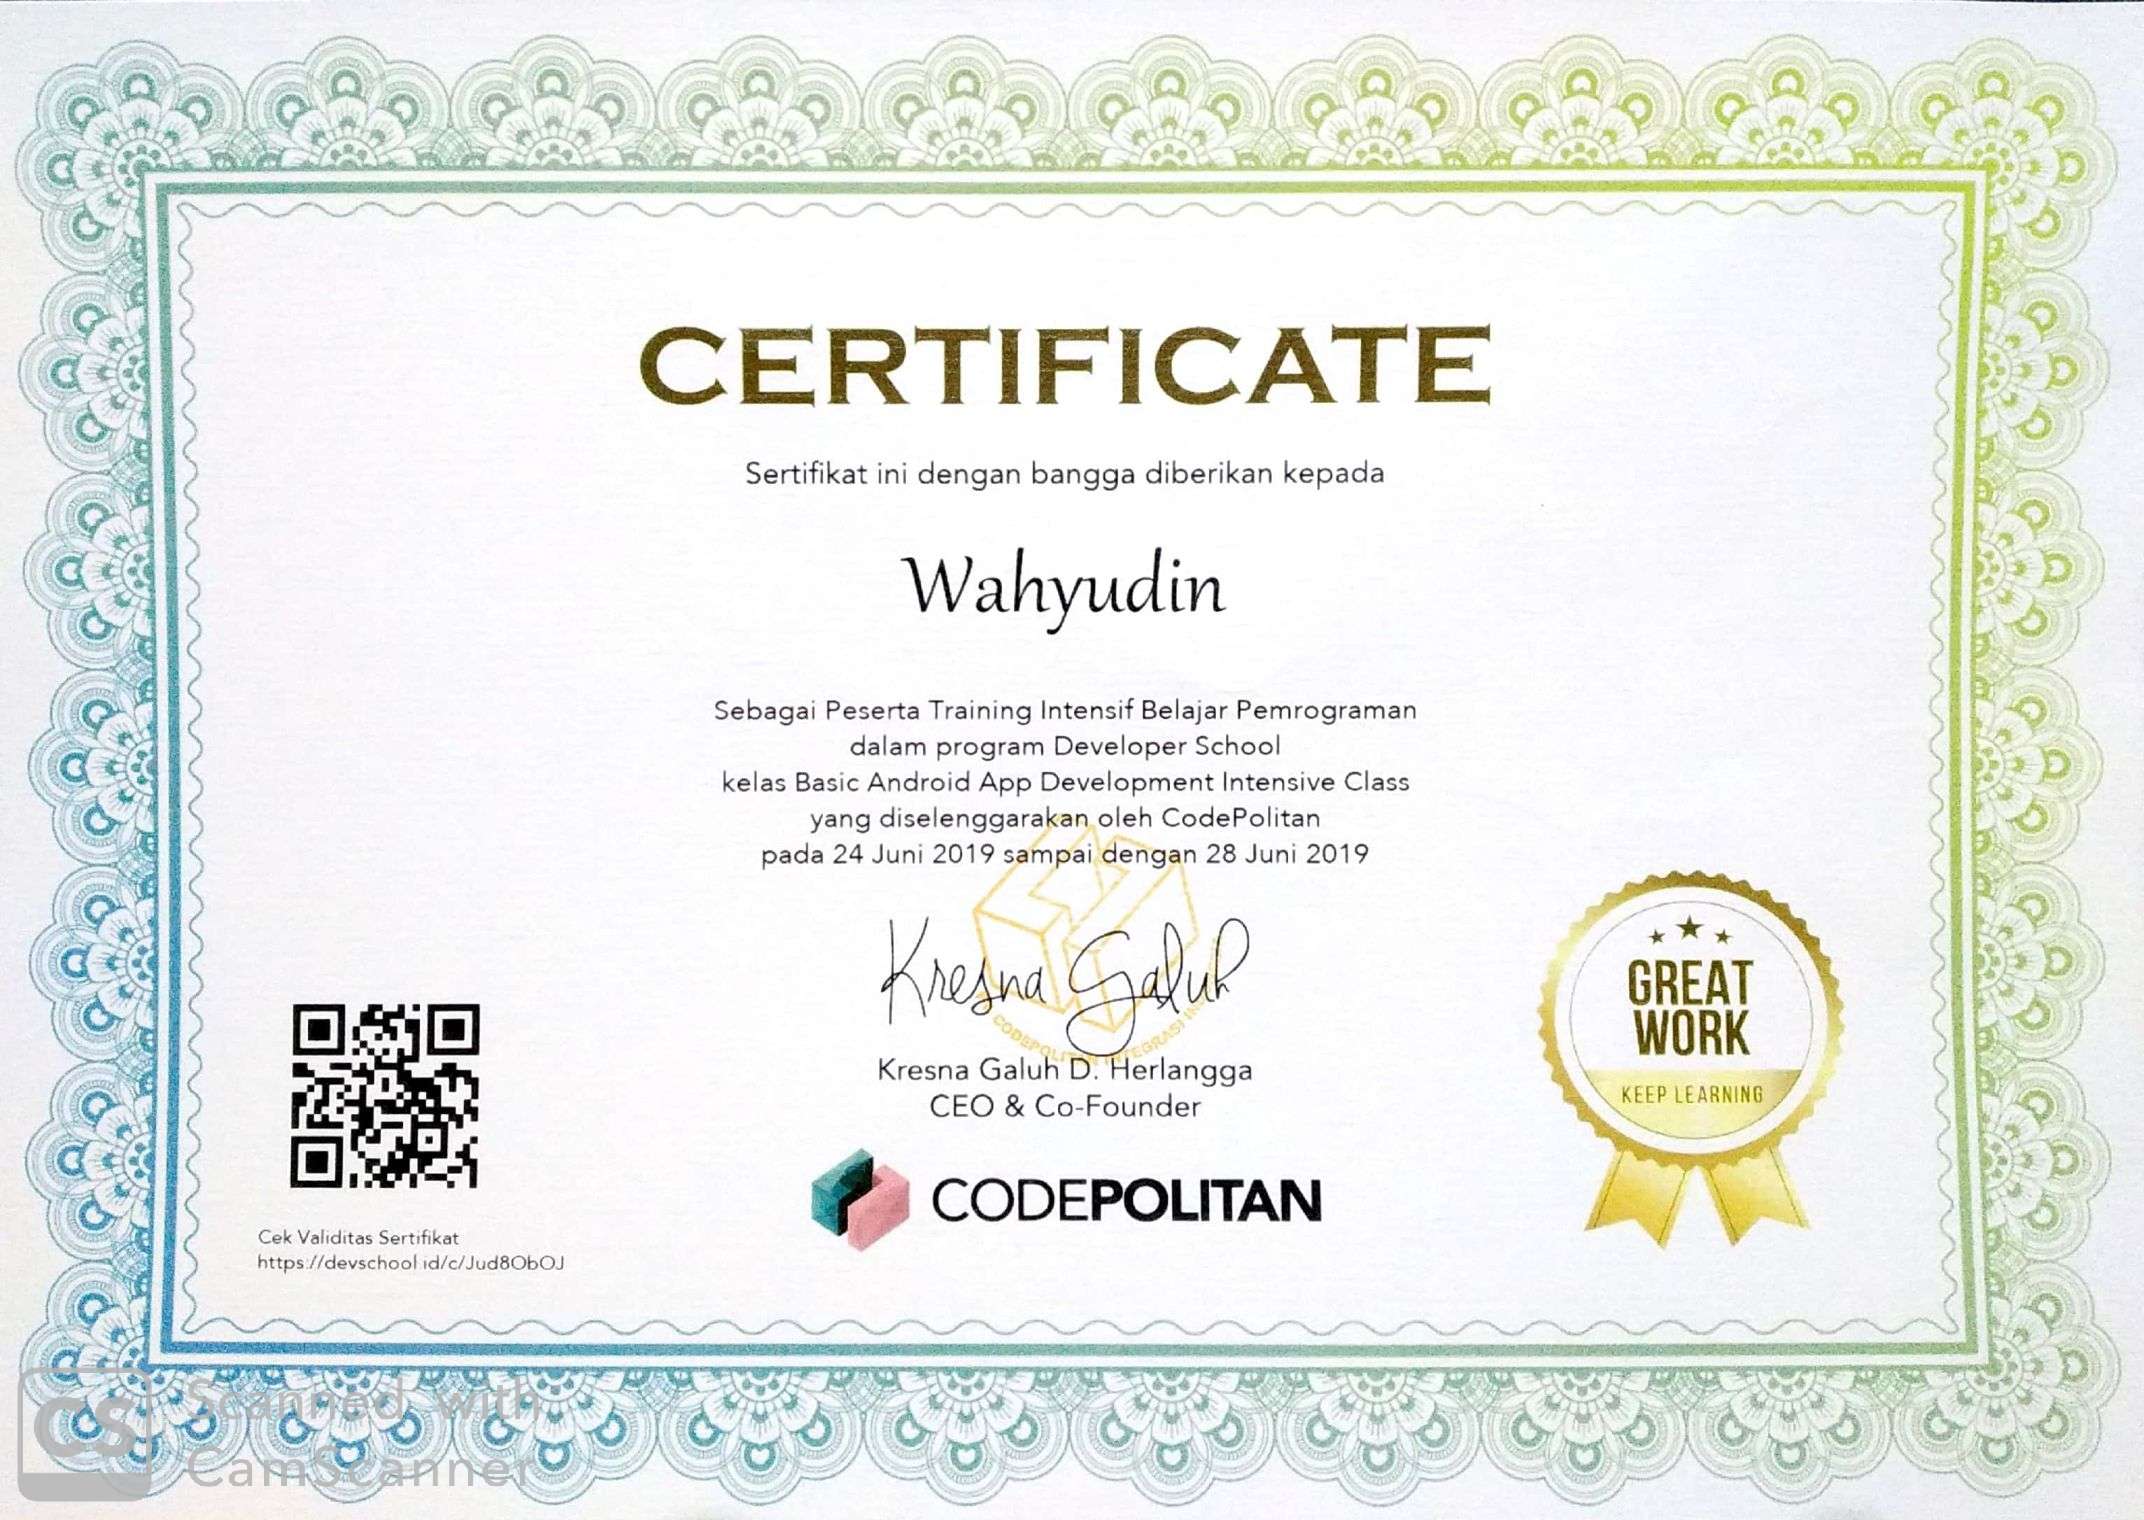 CERTIFICATE
Sertifikat ini dengan bangga diberikan kepada
Wahyudin
Sebagai Peserta Training Intensif Belajar Pemrograman
dalam program Developer School
kelas Basic Android App Development Intensive Class
yang diselenggarakan oleh CodePolitan
pada 24 Juni 2019 sampai dengan 28 Juni 2019
Kresna Galuh
CODEPOLITAN INTEGRASI
Kresna Galuh D. Herlangga
CEO & Co-Founder
CODEPOLITAN
GREAT
WORK
KEEP LEARNING
Cek Validitas Sertifikat
https://devschool.id/c/Jud8ObOJ
CS
Scanned with
CamScanner